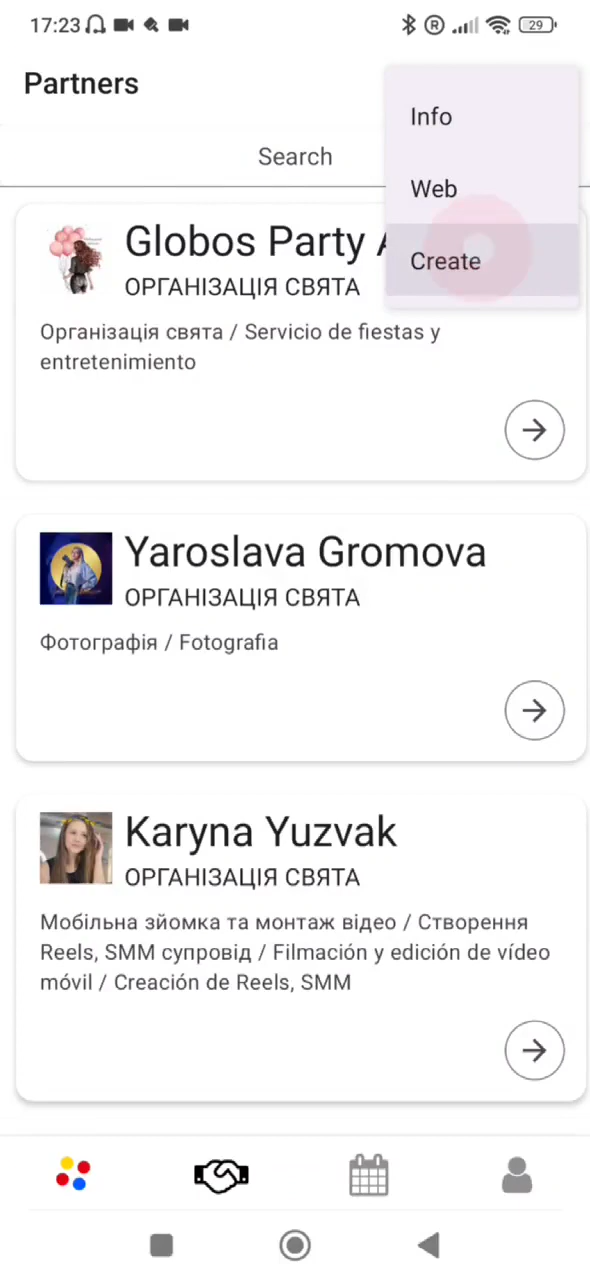 17:23
R
29
Partners
Info
Search
Web
Create
Globos Party
ОРГАНІЗАЦІЯ СВЯТА
Організація свята / Servicio de fiestas y
entretenimiento
Yaroslava Gromova
ОРГАНІЗАЦІЯ СВЯТА
Фотографія / Fotografia
Karyna Yuzvak
ОРГАНІЗАЦІЯ СВЯТА
Мобільна зйомка та монтаж відео / Створення
Reels, SMM супровід / Filmación y edición de vídeo
móvil / Creación de Reels, SMM